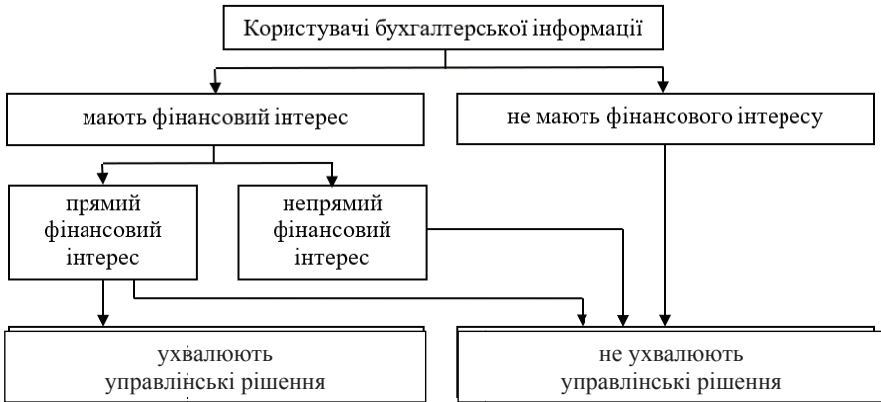 Користувачі бухгалтерської інформації
мають фінансовий інтерес
не мають фінансового інтересу
прямий
фінансовий
інтерес
непрямий
фінансовий
інтерес
ухвалюють
управлінські рішення
не ухвалюють
управлінські рішення